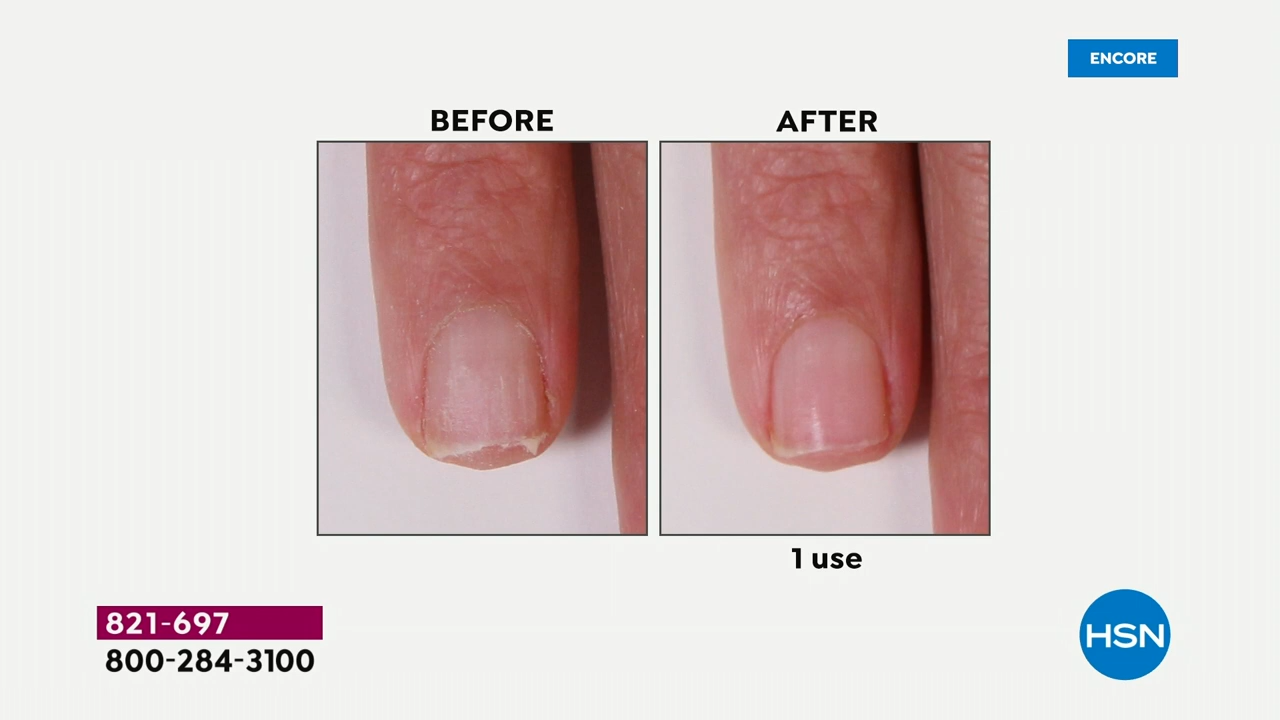 ENCORE
BEFORE
AFTER
1 use
821-697
800-284-3100
HSN